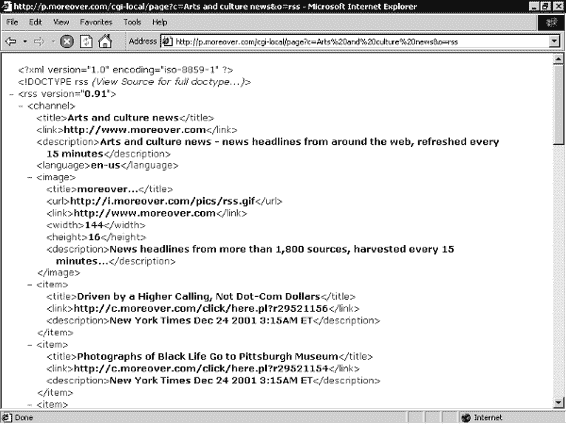 http://p.moreover.com/cgi-local/page?c=Arts and culture news&o=rss - Microsoft Internet Explorer
File Edit View Favorites Tools Help
Address http://p.moreover.com/cgi-local/page?c=Arts%20and%20culture%20news&o=rss
<?xml version="1.0" encoding="iso-8859-1" ?>
<!DOCTYPE rss (View Source for full doctype...)>
- <rss version="0.91">
- <channel>
<title>Arts and culture news</title>
<link>http://www.moreover.com</link>
<description>Arts and culture news - news headlines from around the web, refreshed every
15 minutes</description>
<language>en-us</language>
- <image>
<title>moreover...</title>
<url>http://i.moreover.com/pics/rss.gif</url>
<link>http://www.moreover.com</link>
<width>144</width>
<height>16</height>
<description>News headlines from more than 1,800 sources, harvested every 15
minutes...</description>
</image>
- <item>
<title>Driven by a Higher Calling, Not Dot-Com Dollars</title>
<link>http://c.moreover.com/click/here.pl?r29521156</link>
<description>New York Times Dec 24 2001 3:15AM ET</description>
</item>
- <item>
<title>Photographs of Black Life Go to Pittsburgh Museum</title>
<link>http://c.moreover.com/click/here.pl?r29521154</link>
<description>New York Times Dec 24 2001 3:15AM ET</description>
</item>
- <item>
Done Internet